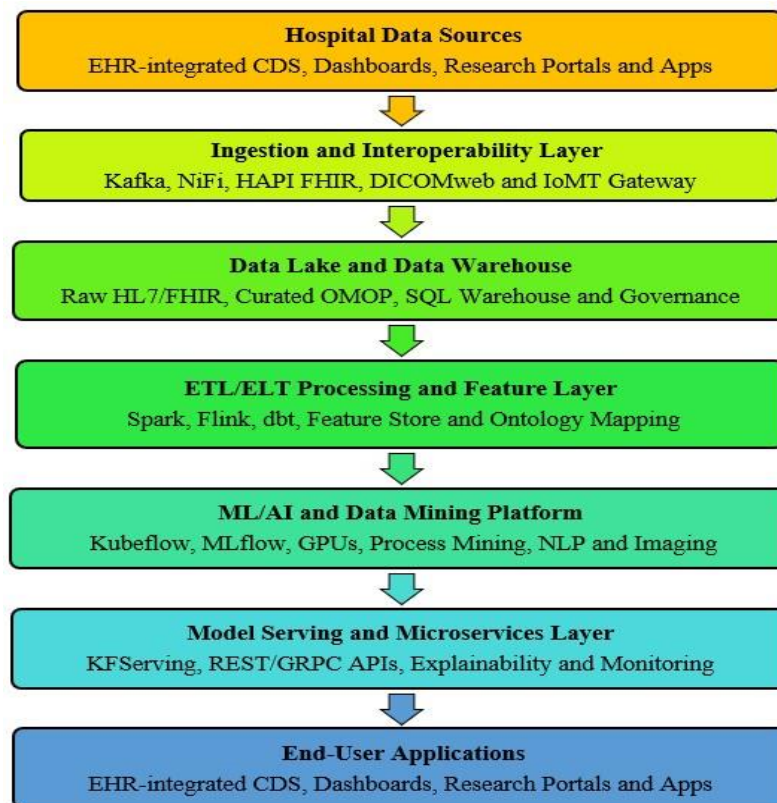 Hospital Data Sources
EHR-integrated CDS, Dashboards, Research Portals and Apps
Ingestion and Interoperability Layer
Kafka, NiFi, HAPI FHIR, DICOMweb and IoMT Gateway
Data Lake and Data Warehouse
Raw HL7/FHIR, Curated OMOP, SQL Warehouse and Governance
ETL/ELT Processing and Feature Layer
Spark, Flink, dbt, Feature Store and Ontology Mapping
ML/AI and Data Mining Platform
Kubeflow, MLflow, GPUs, Process Mining, NLP and Imaging
Model Serving and Microservices Layer
KFServing, REST/GRPC APIs, Explainability and Monitoring
End-User Applications
EHR-integrated CDS, Dashboards, Research Portals and Apps